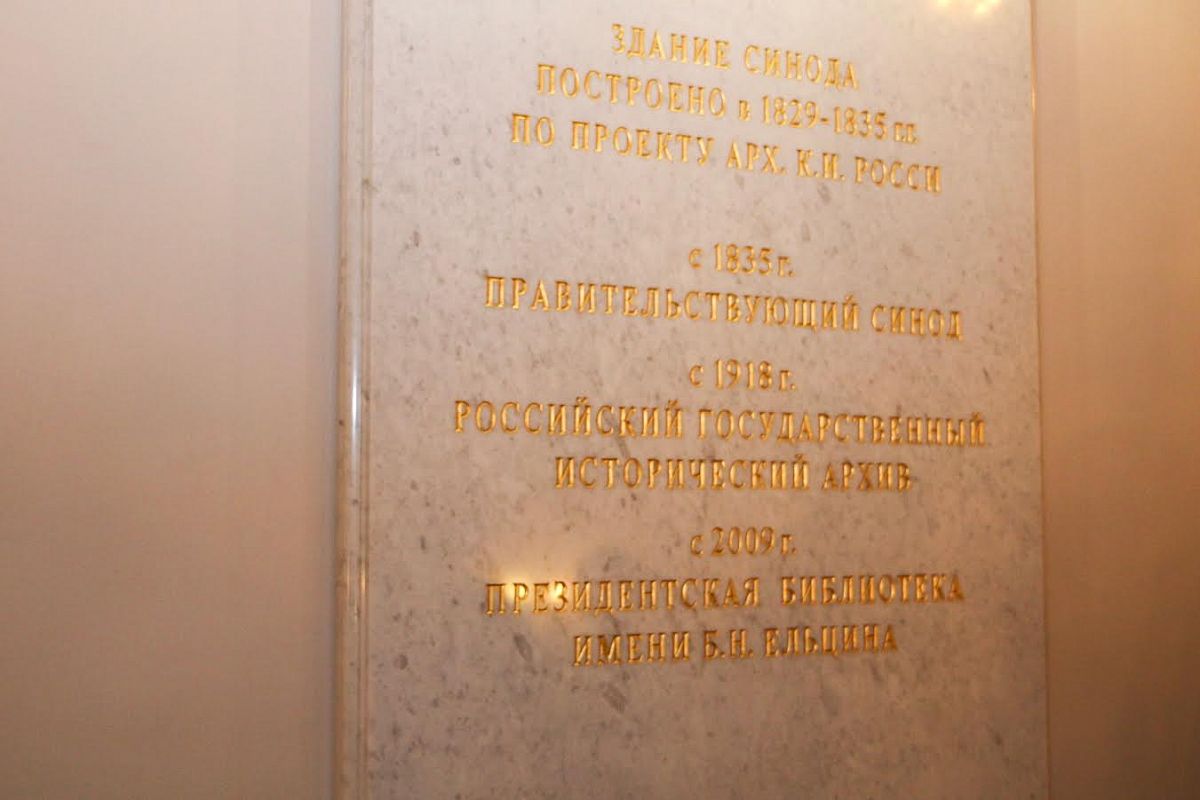 ЗДАНИЕ СИНОДА
ПОСТРОЕНО в 1829-1835 г.г.
ПО ПРОЕКТУ АРХ. К.И. РОССИ
с 1835 г.
ПРАВИТЕЛЬСТВУЮЩИЙ СИНОД
с 1918 г.
РОССИЙСКИЙ ГОСУДАРСТВЕННЫЙ
ИСТОРИЧЕСКИЙ АРХИВ
с 2009 г.
ПРЕЗИДЕНТСКАЯ БИБЛИОТЕКА
ИМЕНИ Б.Н. ЕЛЬЦИНА